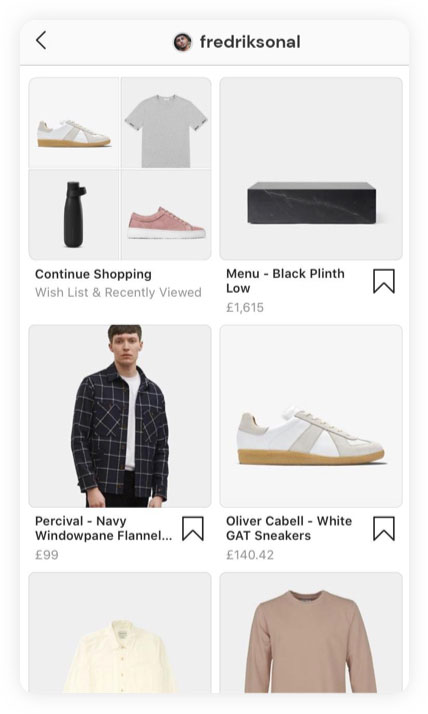 fredriksonal
Continue Shopping
Wish List & Recently Viewed
Menu - Black Plinth
Low
£1,615
Percival - Navy
Windowpane Flannel...
£99
Oliver Cabell - White
GAT Sneakers
£140.42